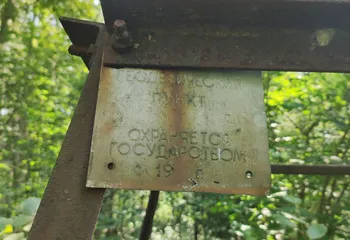 ГЕОДЕЗИЧЕСКИЙ
ПУНКТ
ОХРАНЯЕТСЯ
ГОСУДАРСТВОМ
19 г.